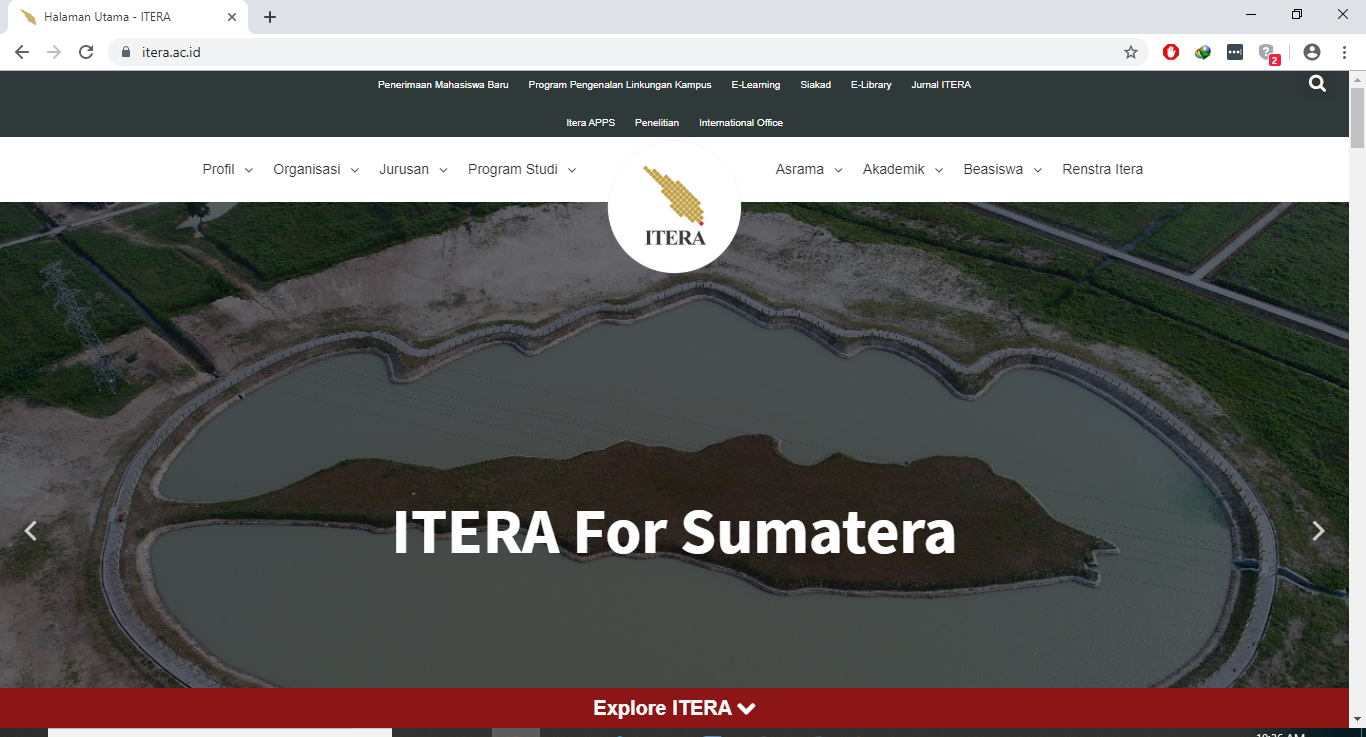 Halaman Utama - ITERA
itera.ac.id
2
Penerimaan Mahasiswa Baru Program Pengenalan Linkungan Kampus E-Learning Siakad E-Library Jurnal ITERA
Itera APPS Penelitian International Office
Profil Organisasi Jurusan Program Studi Asrama Akademik Beasiswa Renstra Itera
ITERA
ITERA For Sumatera
Explore ITERA